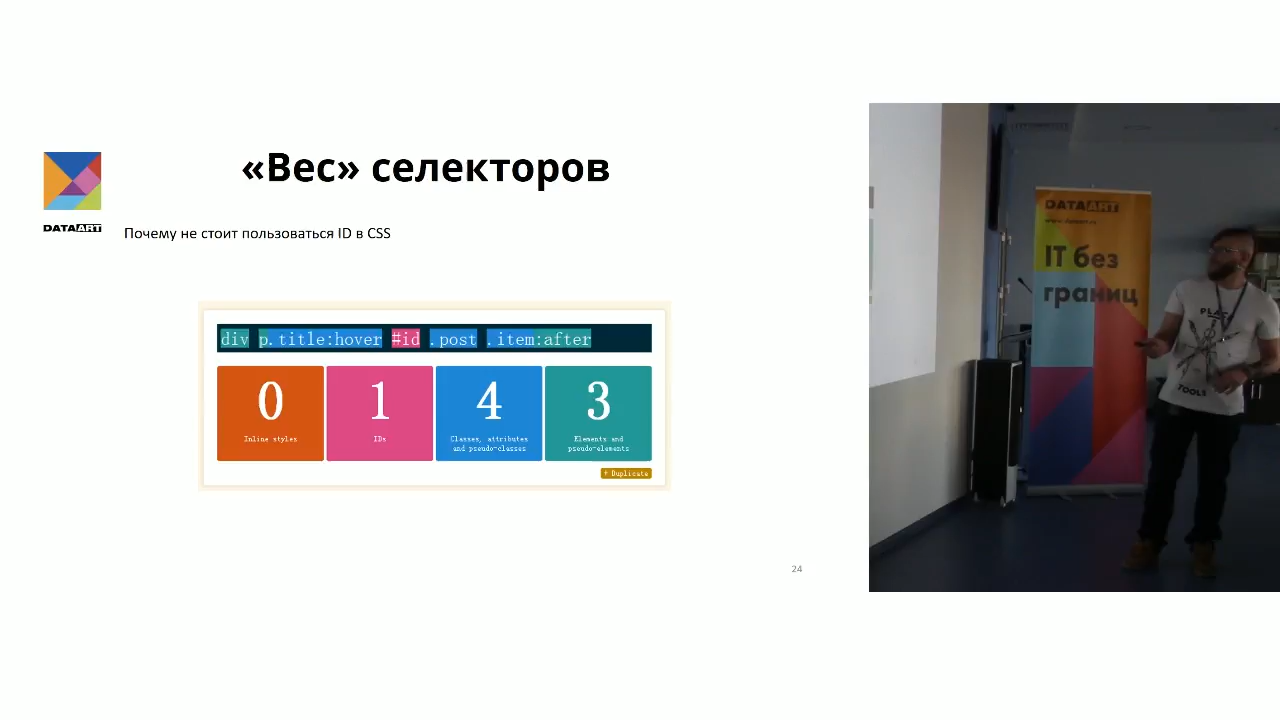 «Вес» селекторов
DATAART
Почему не стоит пользоваться ID в CSS
div p.title:hover #id .post .item:after
0
Inline styles
1
IDs
4
Classes, attributes
and pseudo-classes
3
Elements and
pseudo-elements
+ Duplicate
24
DATAART
IT без
границ
PLACE
TOOLS